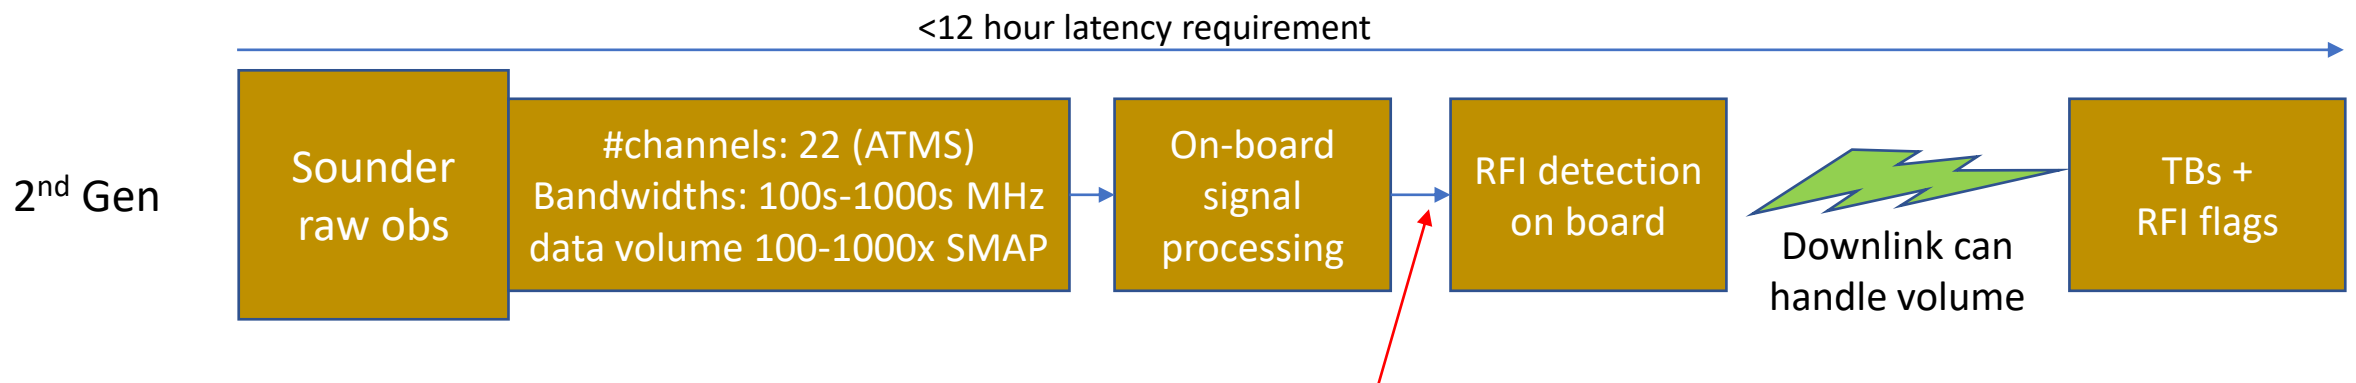 <12 hour latency requirement
2nd Gen
Sounder
raw obs
#channels: 22 (ATMS)
Bandwidths: 100s-1000s MHz
data volume 100-1000x SMAP
On-board
signal
processing
RFI detection
on board
Downlink can
handle volume
TBs +
RFI flags